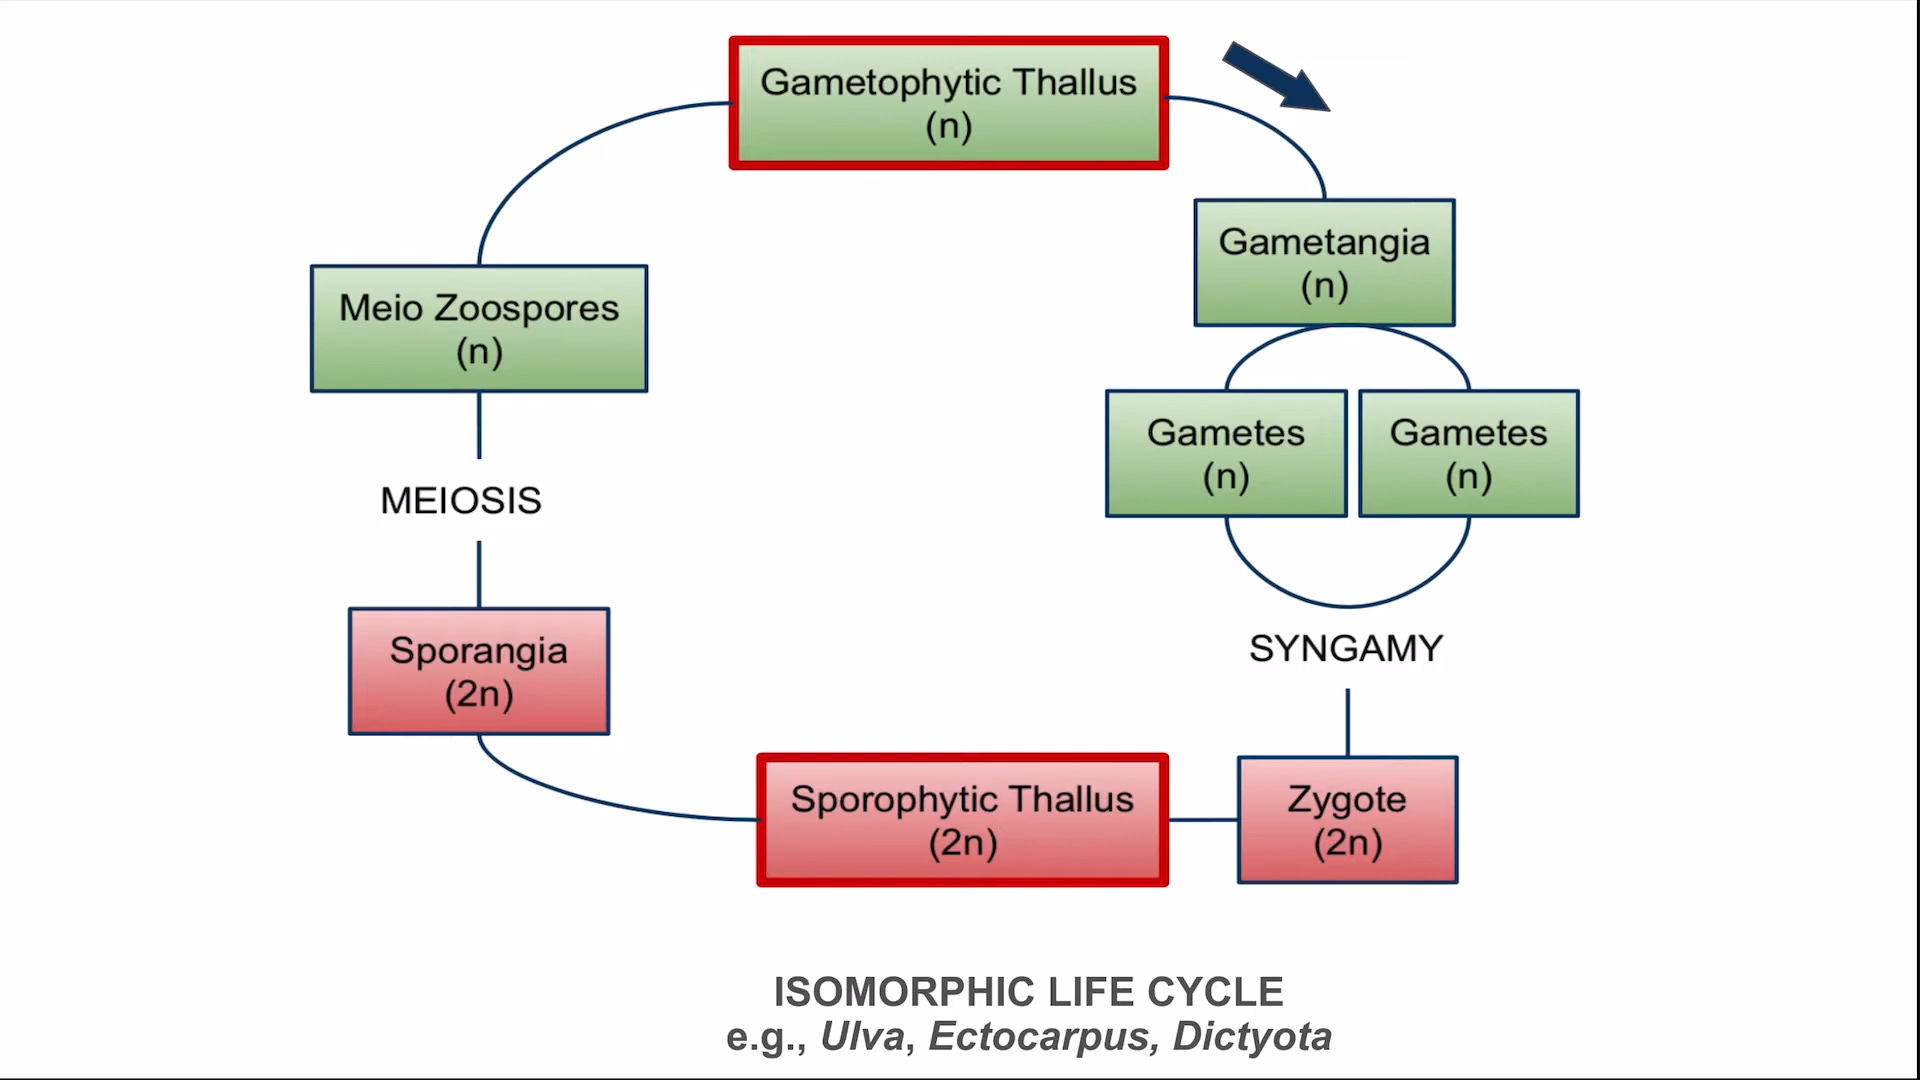 Gametophytic Thallus
(n)
Gametangia
(n)
Gametes
(n)
Gametes
(n)
SYNGAMY
Zygote
(2n)
Sporophytic Thallus
(2n)
Sporangia
(2n)
MEIOSIS
Meio Zoospores
(n)
ISOMORPHIC LIFE CYCLE
e.g., Ulva, Ectocarpus, Dictyota